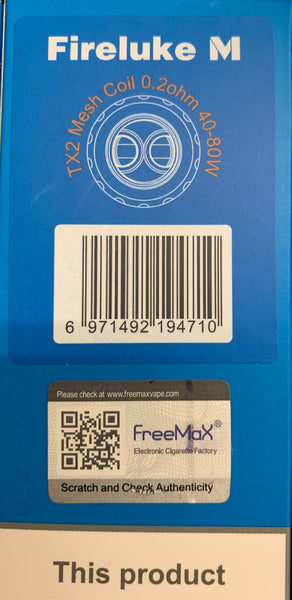 Fireluke M
TX2 Mesh Coil 0.2ohm 40-80W
6 971492 194710
Please check at www.freemaxvape.com
FreeMaX®
Electronic Cigarette Factory
Scratch and Check Authenticity
This product